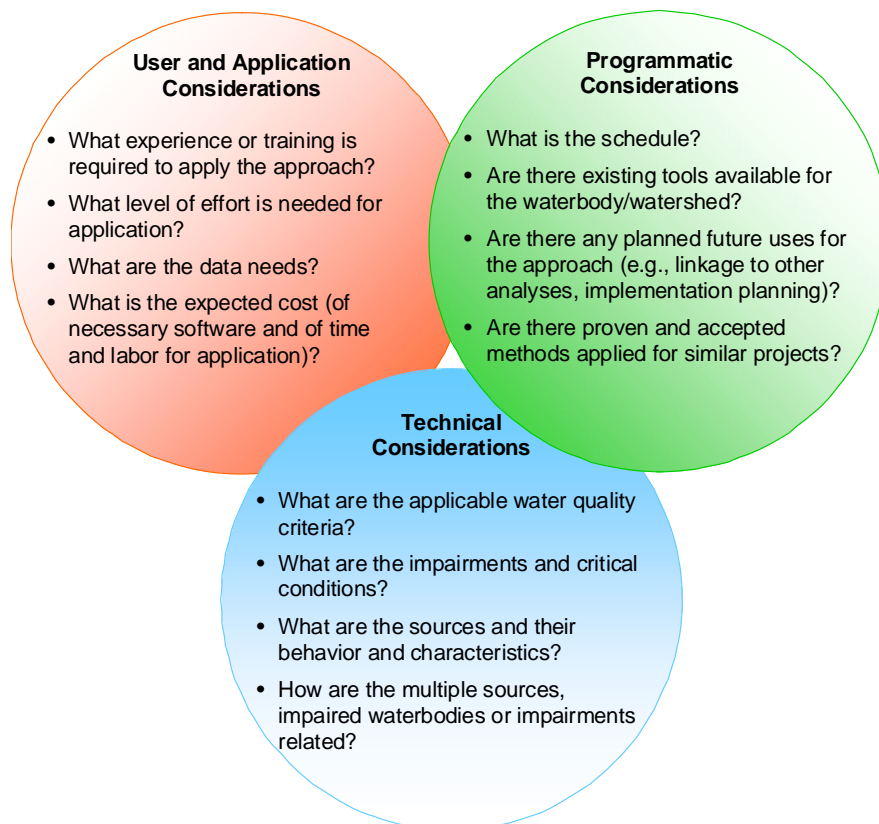 User and Application
Considerations
• What experience or training is
required to apply the approach?
• What level of effort is needed for
application?
• What are the data needs?
• What is the expected cost (of
necessary software and of time
and labor for application)?
Programmatic
Considerations
• What is the schedule?
• Are there existing tools available for
the waterbody/watershed?
• Are there any planned future uses for
the approach (e.g., linkage to other
analyses, implementation planning)?
• Are there proven and accepted
methods applied for similar projects?
Technical
Considerations
• What are the applicable water quality
criteria?
• What are the impairments and critical
conditions?
• What are the sources and their
behavior and characteristics?
• How are the multiple sources,
impaired waterbodies or impairments
related?